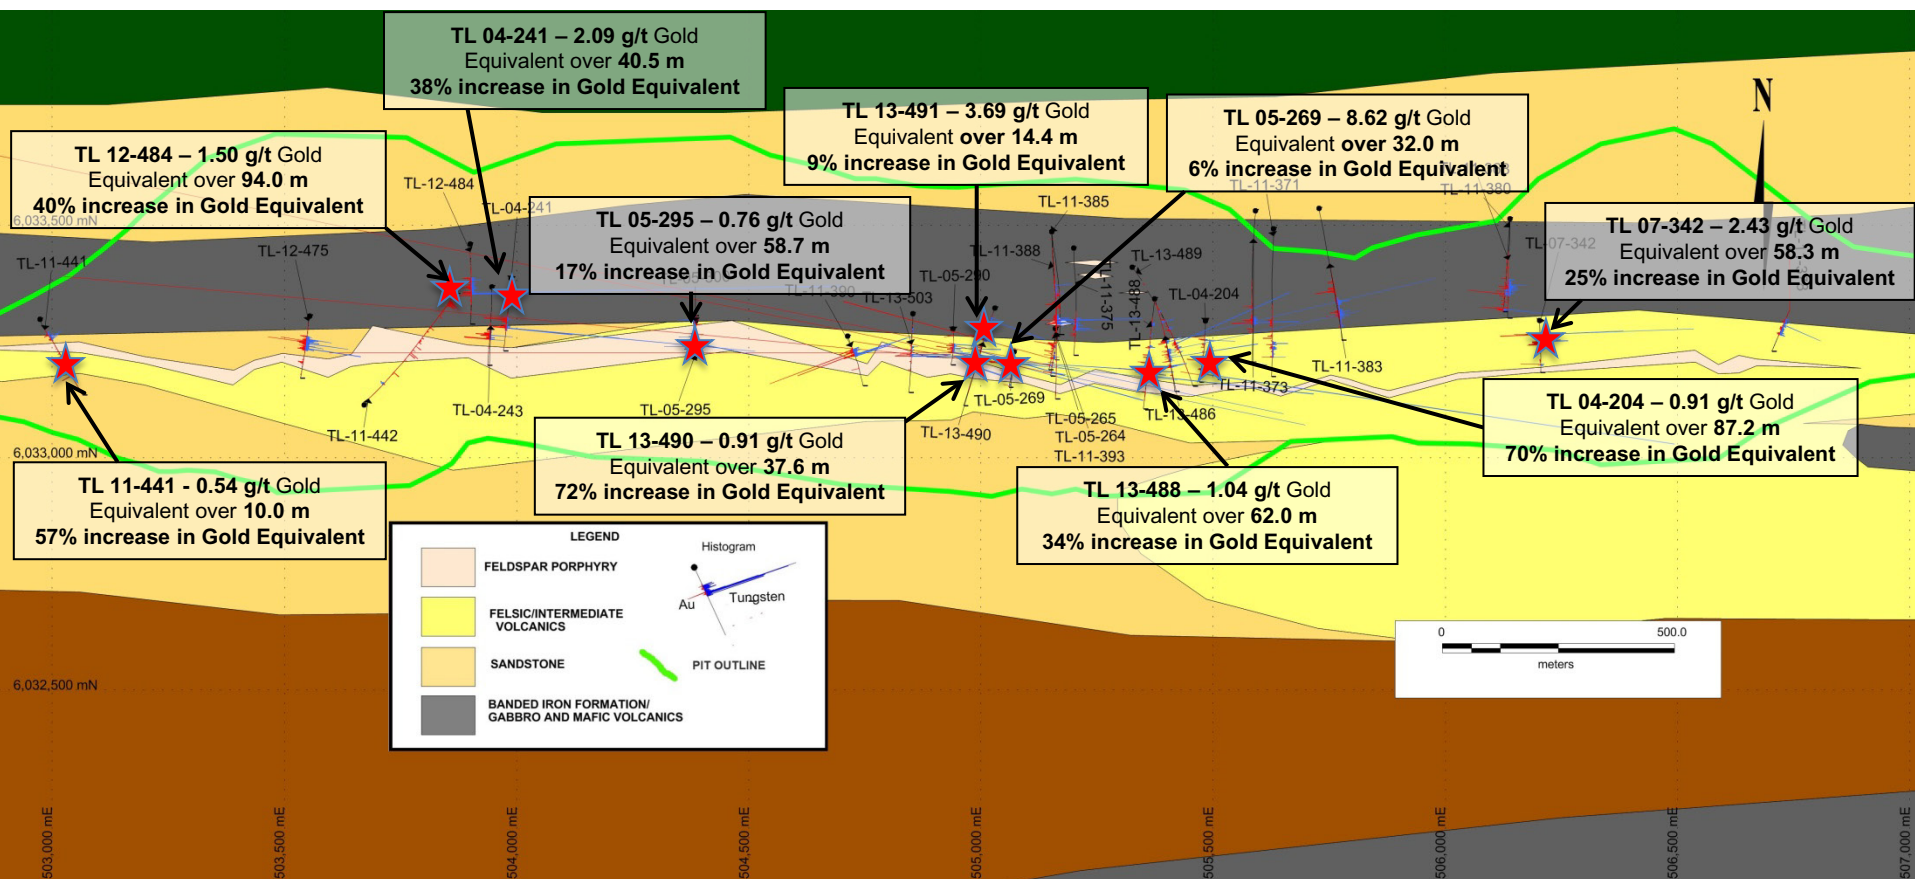 TL 04-241 – 2.09 g/t Gold
Equivalent over 40.5 m
38% increase in Gold Equivalent
TL 13-491 – 3.69 g/t Gold
Equivalent over 14.4 m
9% increase in Gold Equivalent
TL 05-269 – 8.62 g/t Gold
Equivalent over 32.0 m
6% increase in Gold Equivalent
N
TL 12-484 – 1.50 g/t Gold
Equivalent over 94.0 m
40% increase in Gold Equivalent
TL 05-295 – 0.76 g/t Gold
Equivalent over 58.7 m
17% increase in Gold Equivalent
TL 07-342 – 2.43 g/t Gold
Equivalent over 58.3 m
25% increase in Gold Equivalent
TL-12-484
TL-04-241
TL-11-385
TL-11-371
TL-11-380
6,033,500 mN
TL-11-441
TL-12-475
TL-11-388
TL-05-290
TL-13-489
TL-07-342
TL-11-390
TL-13-503
TL-11-375
TL-13-488
TL-04-204
TL-11-442
TL-04-243
TL-05-295
TL-13-490
TL-05-269
TL-05-265
TL-05-264
TL-11-393
TL-13-486
TL-11-373
TL-11-383
6,033,000 mN
TL 11-441 - 0.54 g/t Gold
Equivalent over 10.0 m
57% increase in Gold Equivalent
TL 13-490 – 0.91 g/t Gold
Equivalent over 37.6 m
72% increase in Gold Equivalent
TL 13-488 – 1.04 g/t Gold
Equivalent over 62.0 m
34% increase in Gold Equivalent
TL 04-204 – 0.91 g/t Gold
Equivalent over 87.2 m
70% increase in Gold Equivalent
LEGEND
FELDSPAR PORPHYRY
FELSIC/INTERMEDIATE
VOLCANICS
SANDSTONE
BANDED IRON FORMATION/
GABBRO AND MAFIC VOLCANICS
Histogram
Au
Tungsten
PIT OUTLINE
0
500.0
meters
6,032,500 mN
503,000 mE
503,500 mE
504,000 mE
504,500 mE
505,000 mE
505,500 mE
506,000 mE
506,500 mE
507,000 mE